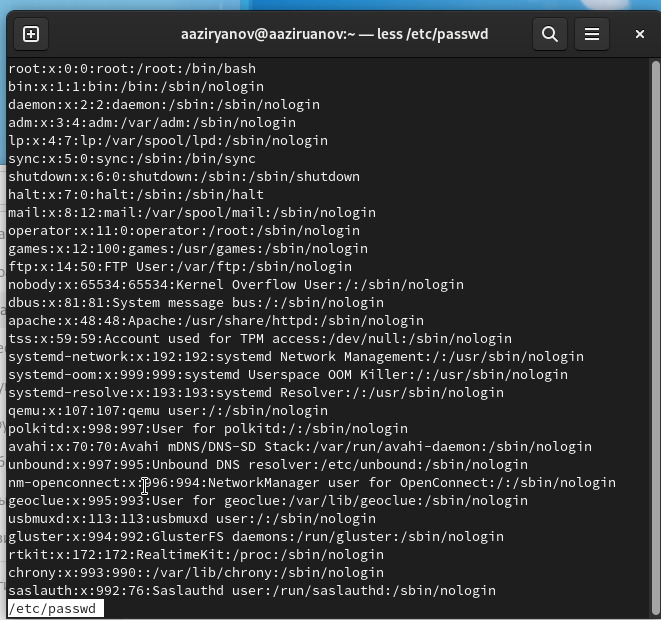 aaziryanov@aaziruanov:~ — less /etc/passwd
root:x:0:0:root:/root:/bin/bash
bin:x:1:1:bin:/bin:/sbin/nologin
daemon:x:2:2:daemon:/sbin:/sbin/nologin
adm:x:3:4:adm:/var/adm:/sbin/nologin
lp:x:4:7:lp:/var/spool/lpd:/sbin/nologin
sync:x:5:0:sync:/sbin:/bin/sync
shutdown:x:6:0:shutdown:/sbin:/sbin/shutdown
halt:x:7:0:halt:/sbin:/sbin/halt
mail:x:8:12:mail:/var/spool/mail:/sbin/nologin
operator:x:11:0:operator:/root:/sbin/nologin
games:x:12:100:games:/usr/games:/sbin/nologin
ftp:x:14:50:FTP User:/var/ftp:/sbin/nologin
nobody:x:65534:65534:Kernel Overflow User:/:/sbin/nologin
dbus:x:81:81:System message bus:/:/sbin/nologin
apache:x:48:48:Apache:/usr/share/httpd:/sbin/nologin
tss:x:59:59:Account used for TPM access:/dev/null:/sbin/nologin
systemd-network:x:192:192:systemd Network Management:/:/usr/sbin/nologin
systemd-oom:x:999:999:systemd Userspace OOM Killer:/:/usr/sbin/nologin
systemd-resolve:x:193:193:systemd Resolver:/:/usr/sbin/nologin
qemu:x:107:107:qemu user:/:/sbin/nologin
polkitd:x:998:997:User for polkitd:/:/sbin/nologin
avahi:x:70:70:Avahi mDNS/DNS-SD Stack:/var/run/avahi-daemon:/sbin/nologin
unbound:x:997:995:Unbound DNS resolver:/etc/unbound:/sbin/nologin
nm-openconnect:x:996:994:NetworkManager user for OpenConnect:/:/sbin/nologin
geoclue:x:995:993:User for geoclue:/var/lib/geoclue:/sbin/nologin
usbmuxd:x:113:113:usbmuxd user:/:/sbin/nologin
gluster:x:994:992:GlusterFS daemons:/run/gluster:/sbin/nologin
rtkit:x:172:172:RealtimeKit:/proc:/sbin/nologin
chrony:x:993:990::/var/lib/chrony:/sbin/nologin
saslauth:x:992:76:Saslauthd user:/run/saslauthd:/sbin/nologin
/etc/passwd